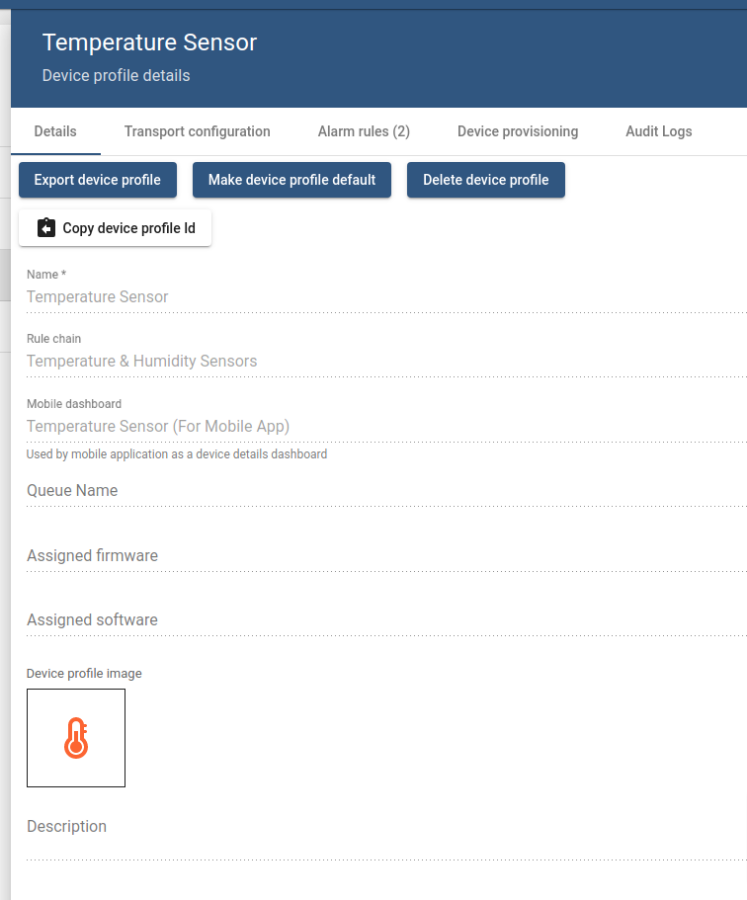 Temperature Sensor
Device profile details
Details Transport configuration Alarm rules (2) Device provisioning Audit Logs
Export device profile Make device profile default Delete device profile
Copy device profile Id
Name *
Temperature Sensor
Rule chain
Temperature & Humidity Sensors
Mobile dashboard
Temperature Sensor (For Mobile App)
Used by mobile application as a device details dashboard
Queue Name
Assigned firmware
Assigned software
Device profile image
Description